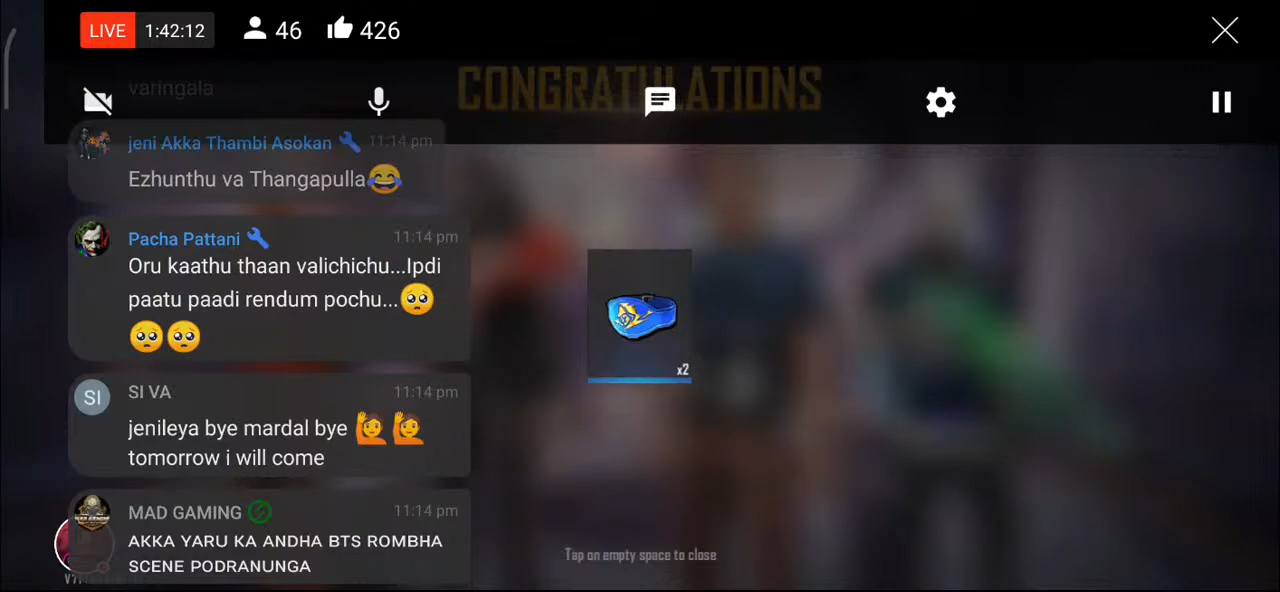 LIVE 1:42:12 46 426
CONGRATULATIONS
varingala
jeni Akka Thambi Asokan 11:14 pm
Ezhunthu va Thangapulla😂
Pacha Pattani 11:14 pm
Oru kaathu thaan valichichu...Ipdi
paatu paadi rendum pochu...🥺
🥺🥺
x2
SI SI VA 11:14 pm
jenileya bye mardal bye 🙋🙋
tomorrow i will come
MAD GAMING 11:14 pm
AKKA YARU KA ANDHA BTS ROMBHA
SCENE PODRANUNGA
Tap on empty space to close